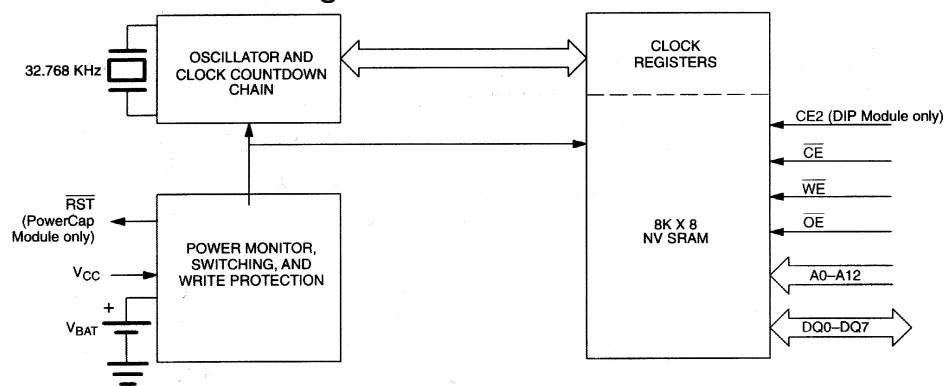 OSCILLATOR AND
CLOCK COUNTDOWN
CHAIN
32.768 KHz
CLOCK
REGISTERS
CE2 (DIP Module only)
CE
WE
OE
8K X 8
NV SRAM
A0–A12
DQ0–DQ7
RST
(PowerCap
Module only)
VCC
+
VBAT
POWER MONITOR,
SWITCHING, AND
WRITE PROTECTION